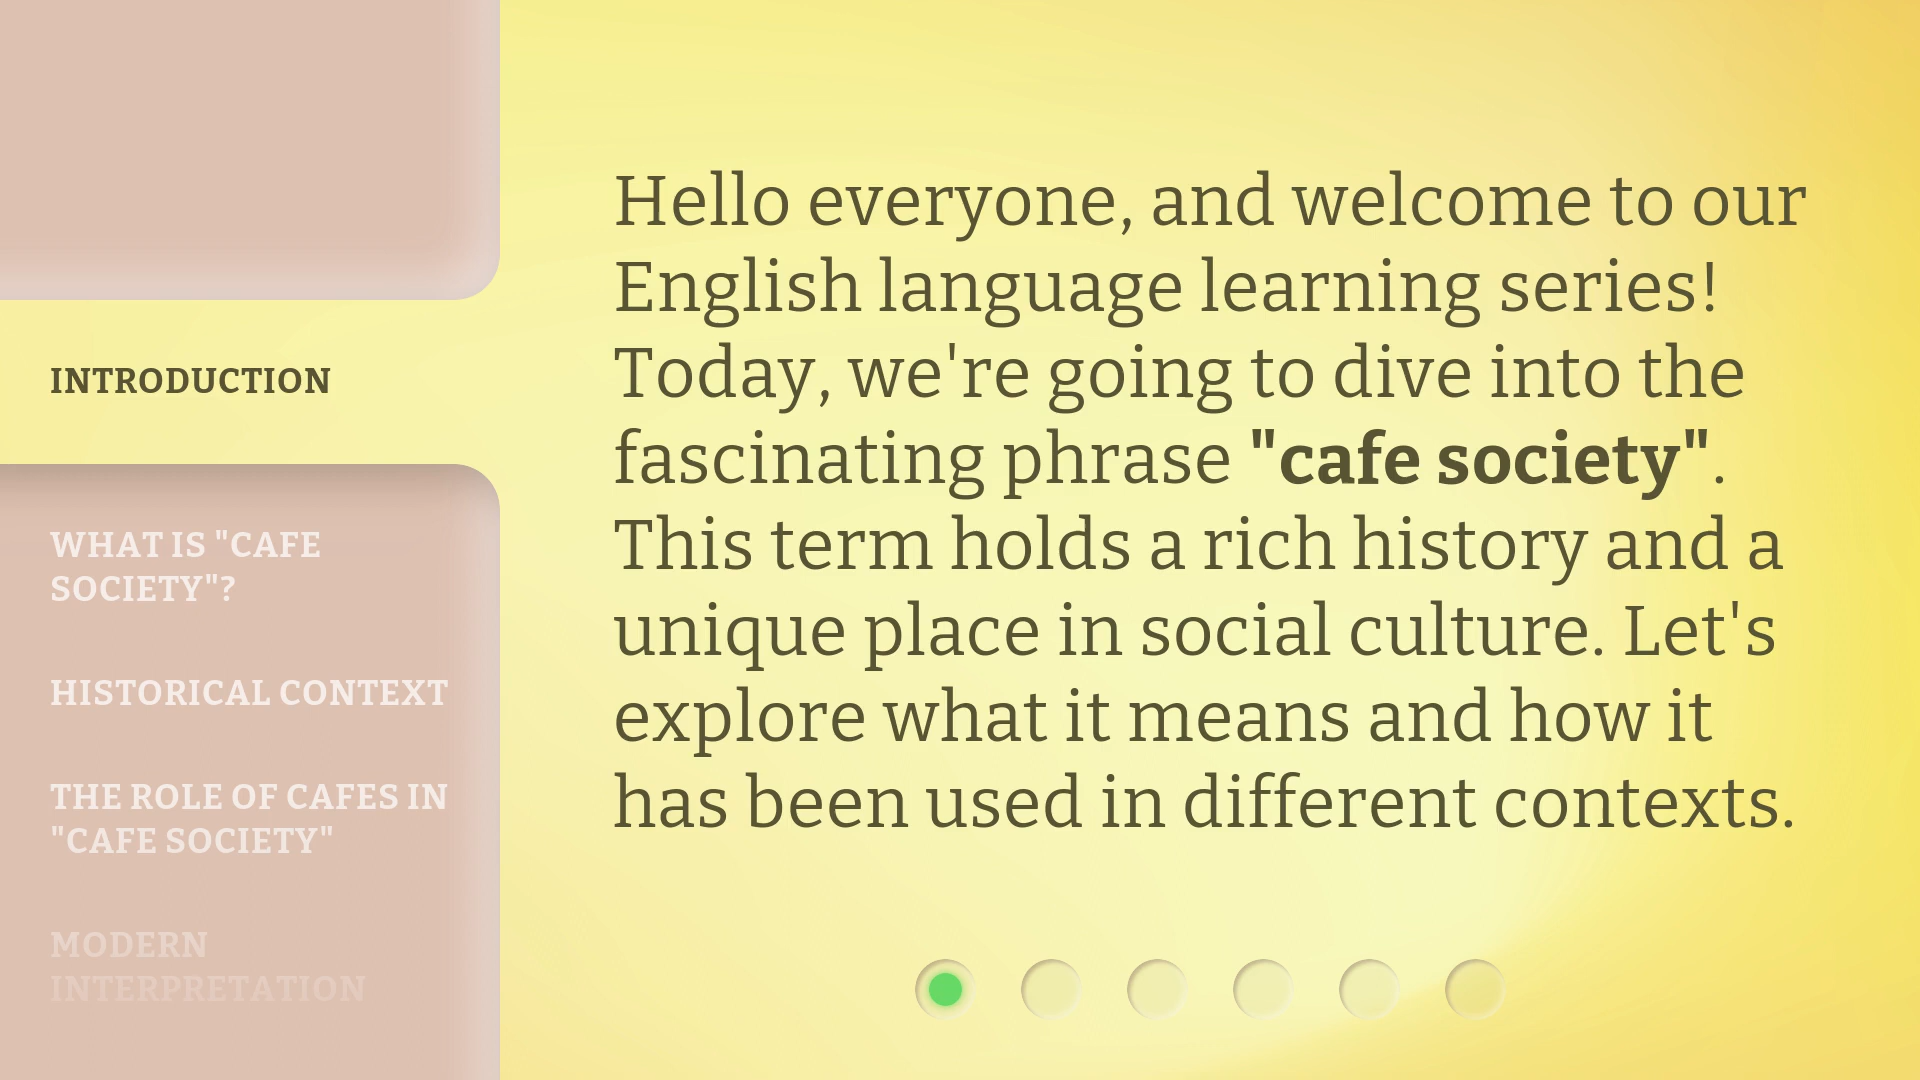 INTRODUCTION
WHAT IS "CAFE
SOCIETY"?
HISTORICAL CONTEXT
THE ROLE OF CAFES IN
"CAFE SOCIETY"
MODERN
INTERPRETATION
Hello everyone, and welcome to our
English language learning series!
Today, we're going to dive into the
fascinating phrase "cafe society".
This term holds a rich history and a
unique place in social culture. Let's
explore what it means and how it
has been used in different contexts.